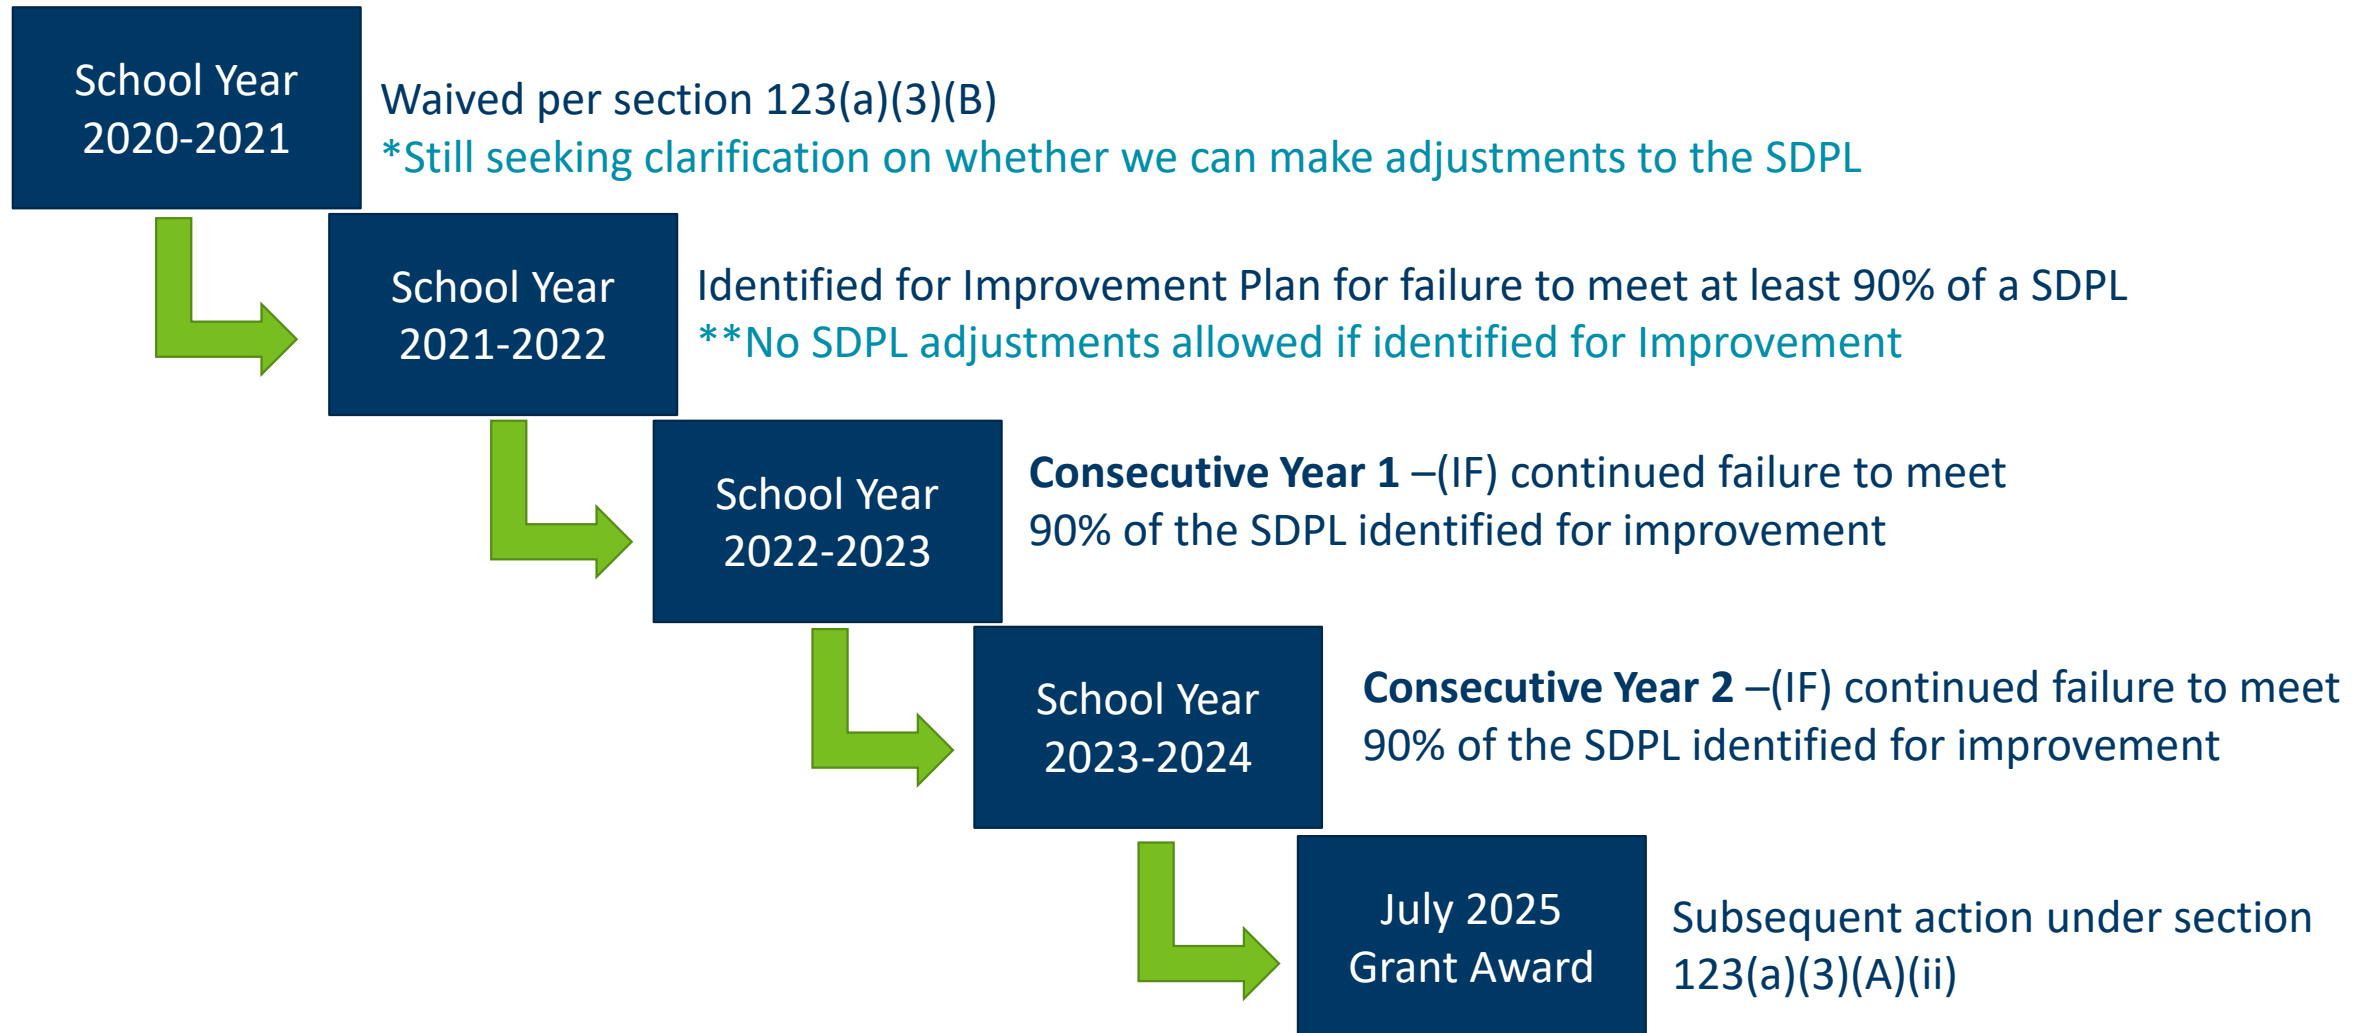 School Year
2020-2021
Waived per section 123(a)(3)(B)
*Still seeking clarification on whether we can make adjustments to the SDPL
School Year
2021-2022
Identified for Improvement Plan for failure to meet at least 90% of a SDPL
**No SDPL adjustments allowed if identified for Improvement
School Year
2022-2023
Consecutive Year 1 –(IF) continued failure to meet
90% of the SDPL identified for improvement
School Year
2023-2024
Consecutive Year 2 –(IF) continued failure to meet
90% of the SDPL identified for improvement
July 2025
Grant Award
Subsequent action under section
123(a)(3)(A)(ii)